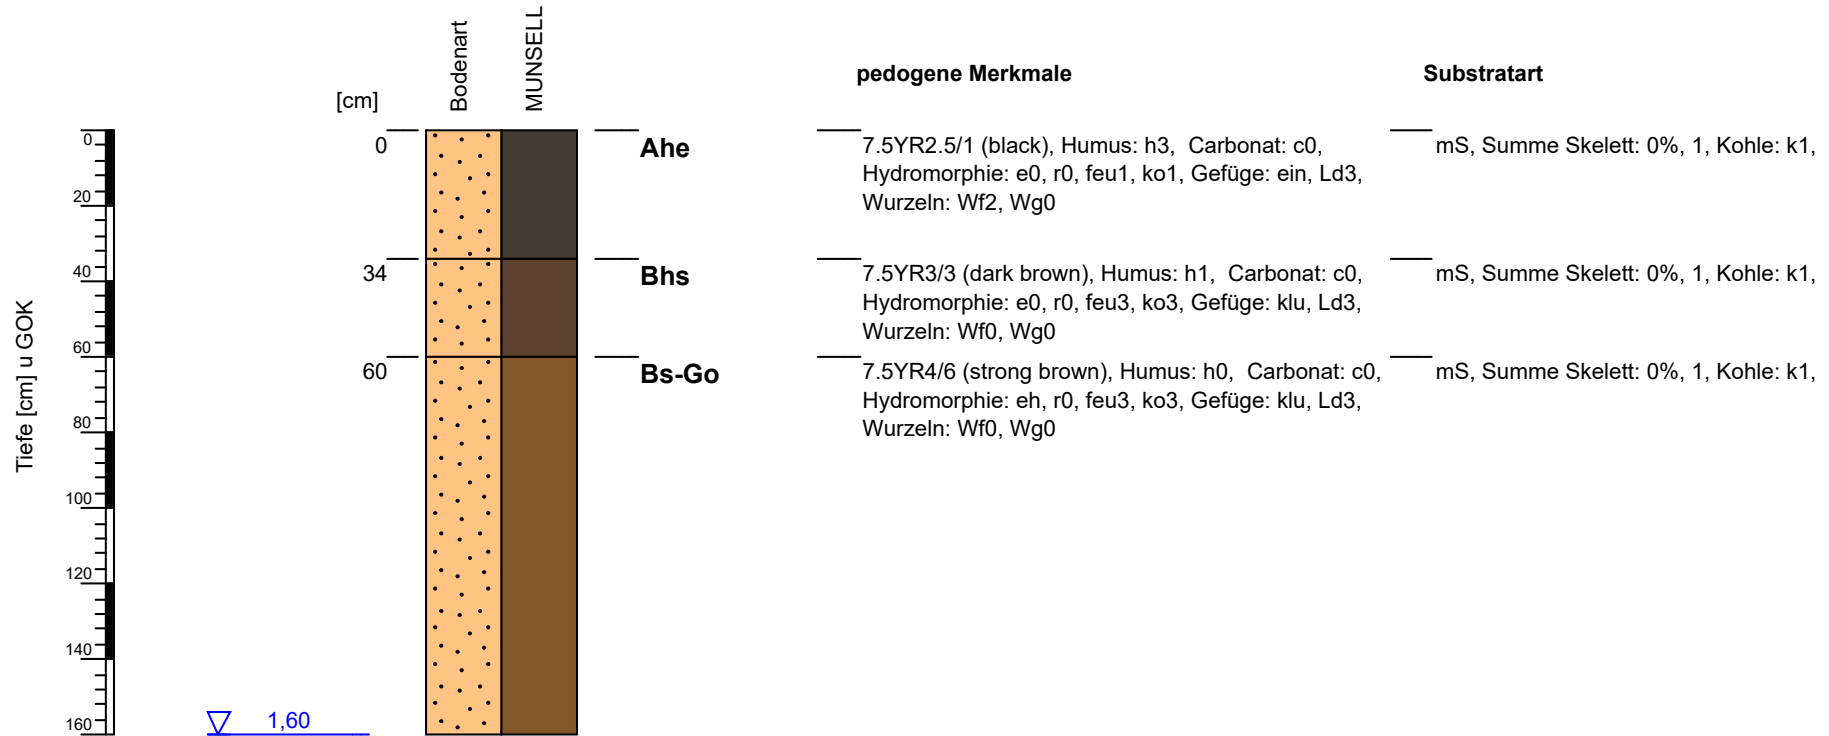 Bodenart
MUNSELL
pedogene Merkmale
Substratart
[cm]
Tiefe [cm] u GOK
0
20
40
60
80
100
120
140
160
0
Ahe
7.5YR2.5/1 (black), Humus: h3, Carbonat: c0,
Hydromorphie: e0, r0, feu1, ko1, Gefüge: ein, Ld3,
Wurzeln: Wf2, Wg0
mS, Summe Skelett: 0%, 1, Kohle: k1,
34
Bhs
7.5YR3/3 (dark brown), Humus: h1, Carbonat: c0,
Hydromorphie: e0, r0, feu3, ko3, Gefüge: klu, Ld3,
Wurzeln: Wf0, Wg0
mS, Summe Skelett: 0%, 1, Kohle: k1,
60
Bs-Go
7.5YR4/6 (strong brown), Humus: h0, Carbonat: c0,
Hydromorphie: eh, r0, feu3, ko3, Gefüge: klu, Ld3,
Wurzeln: Wf0, Wg0
mS, Summe Skelett: 0%, 1, Kohle: k1,
1,60